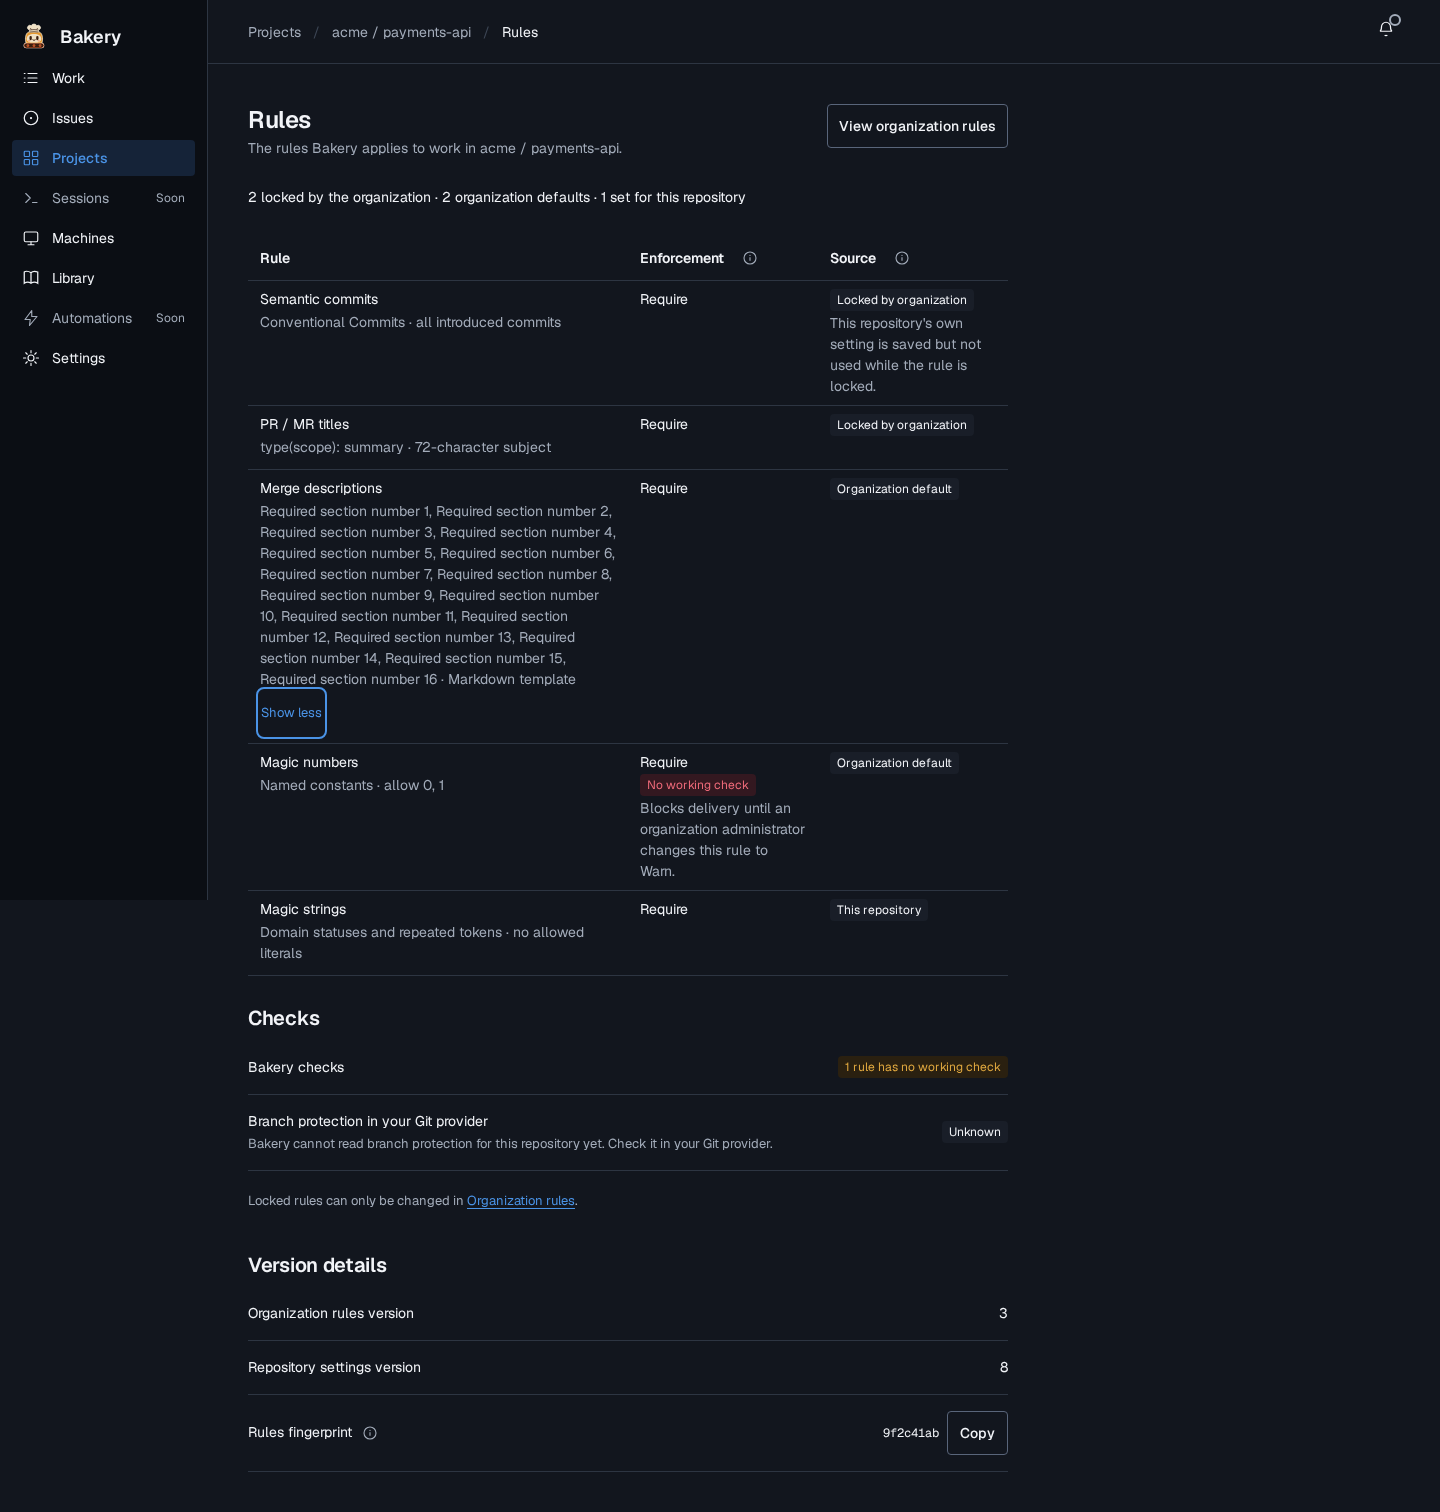 Bakery
Work
Issues
Projects
Sessions Soon
Machines
Library
Automations Soon
Settings
Projects / acme / payments-api / Rules
Rules
The rules Bakery applies to work in acme / payments-api.
View organization rules
2 locked by the organization · 2 organization defaults · 1 set for this repository
Rule Enforcement Source
Semantic commits Require Locked by organization
Conventional Commits · all introduced commits
This repository's own
setting is saved but not
used while the rule is
locked.
PR / MR titles Require Locked by organization
type(scope): summary · 72-character subject
Merge descriptions Require Organization default
Required section number 1, Required section number 2,
Required section number 3, Required section number 4,
Required section number 5, Required section number 6,
Required section number 7, Required section number 8,
Required section number 9, Required section number
10, Required section number 11, Required section
number 12, Required section number 13, Required
section number 14, Required section number 15,
Required section number 16 · Markdown template
Show less
Magic numbers Require Organization default
Named constants · allow 0, 1
No working check
Blocks delivery until an
organization administrator
changes this rule to
Warn.
Magic strings Require This repository
Domain statuses and repeated tokens · no allowed
literals
Checks
Bakery checks 1 rule has no working check
Branch protection in your Git provider
Bakery cannot read branch protection for this repository yet. Check it in your Git provider.
Unknown
Locked rules can only be changed in Organization rules.
Version details
Organization rules version 3
Repository settings version 8
Rules fingerprint 9f2c41ab Copy